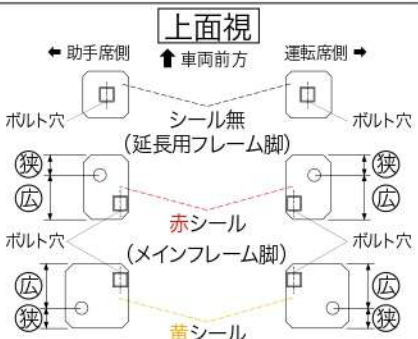 上面視
← 助手席側
↑ 車両前方
運転席側 →
ボルト穴
シール無
ボルト穴
(延長用フレーム脚)
狭
狭
広
広
赤シール
ボルト穴
ボルト穴
(メインフレーム脚)
広
広
狭
狭
黄シール